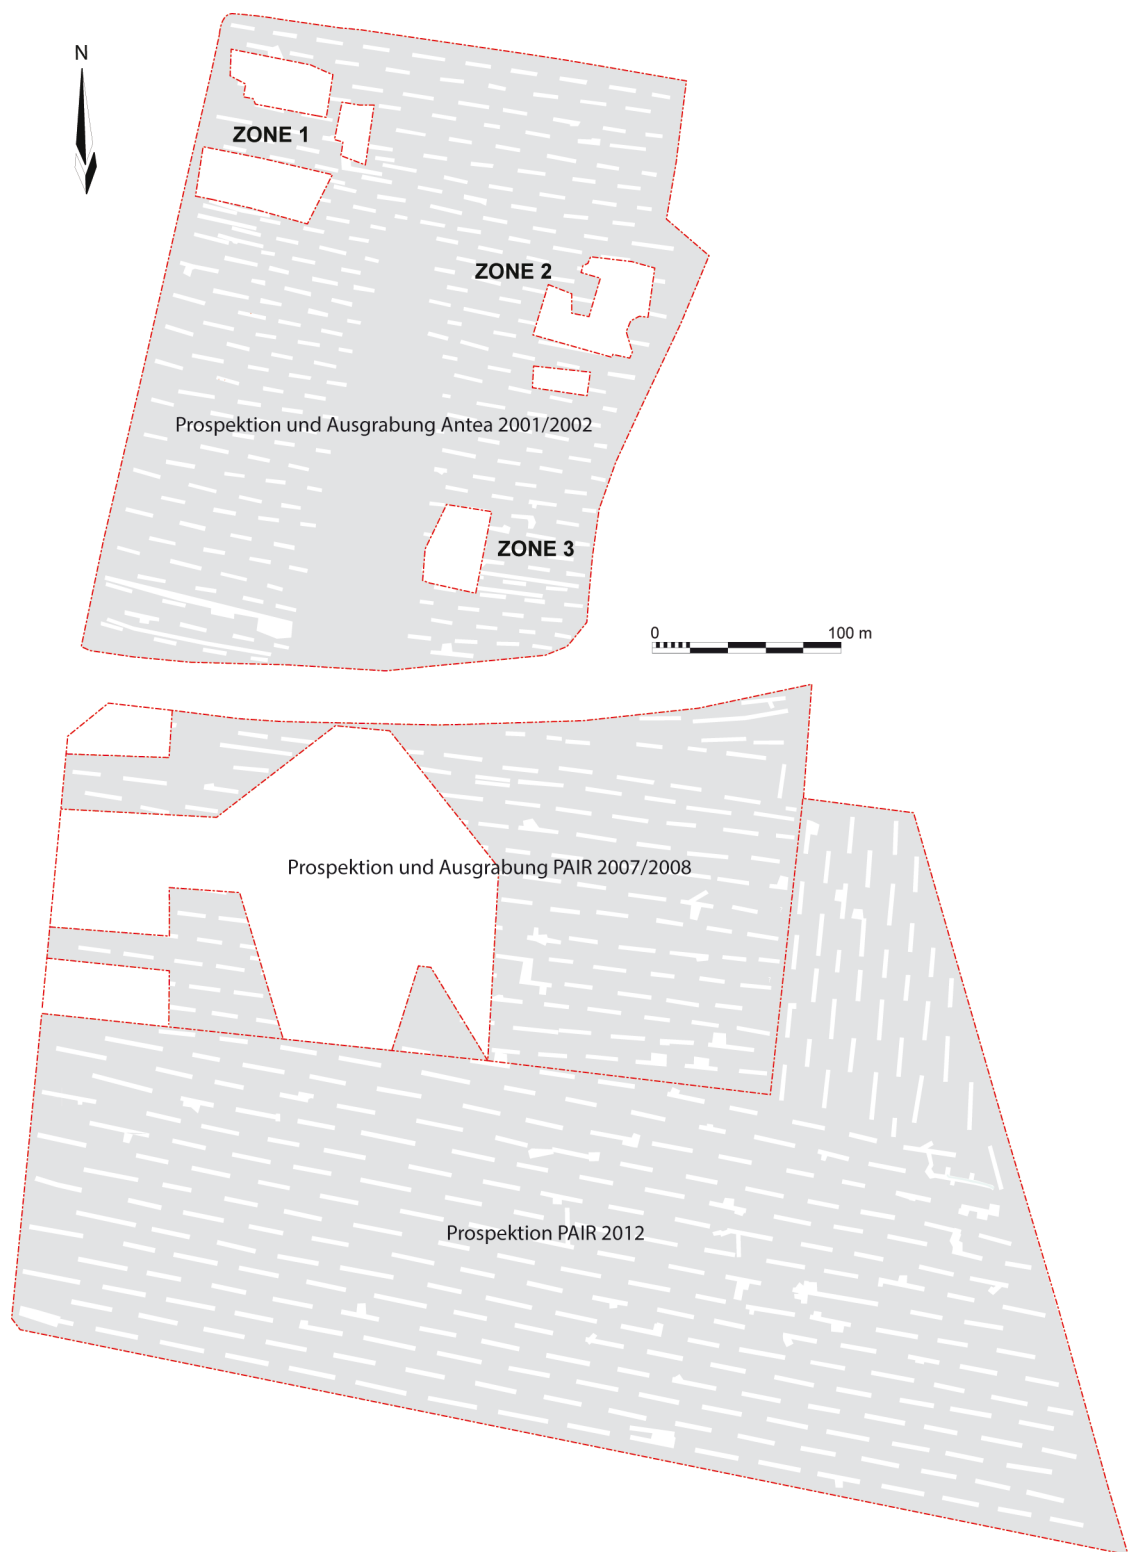 N
ZONE 1
ZONE 2
Prospektion und Ausgrabung Antea 2001/2002
ZONE 3
0 100 m
Prospektion und Ausgrabung PAIR 2007/2008
Prospektion PAIR 2012